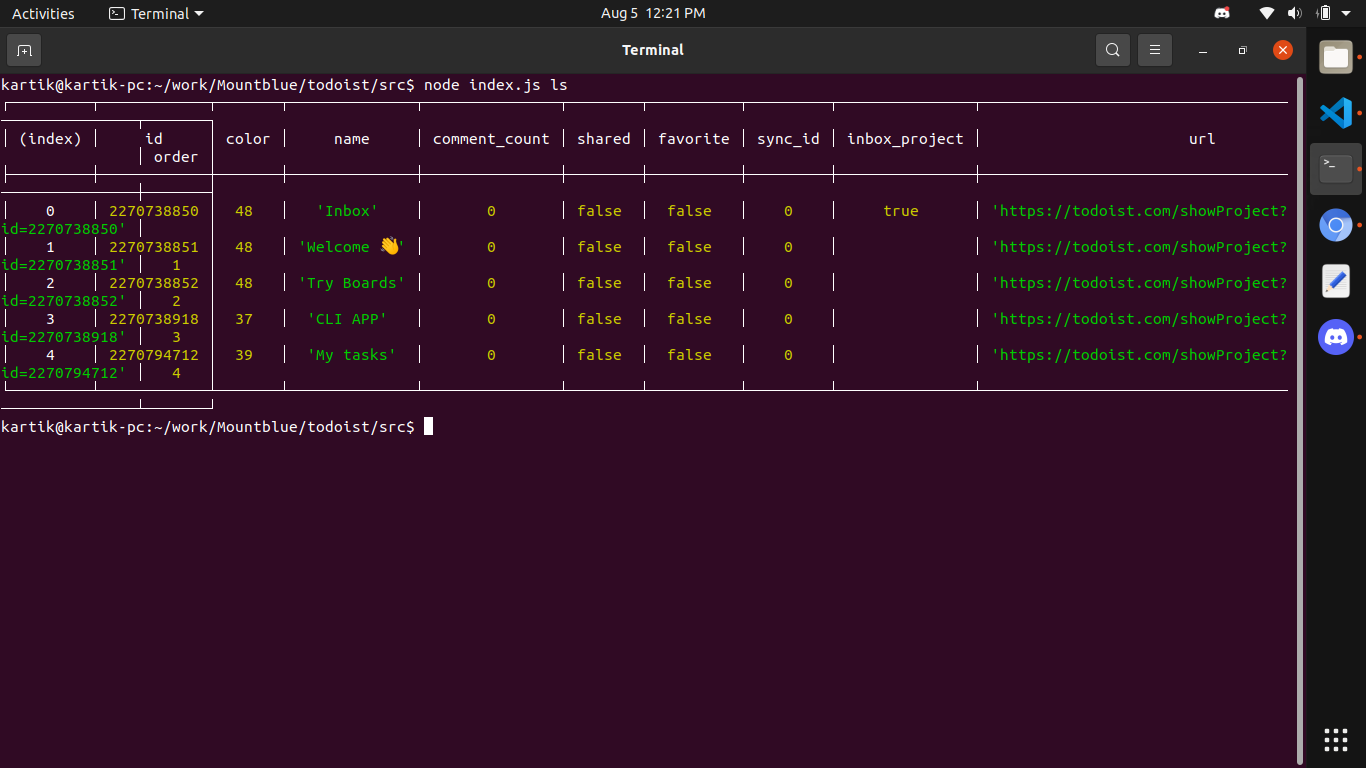 Activities Terminal Aug 5 12:21 PM
Terminal
kartik@kartik-pc:~/work/Mountblue/todoist/src$ node index.js ls
(index) id color name comment_count shared favorite sync_id inbox_project url
order
0 2270738850 48 'Inbox' 0 false false 0 true 'https://todoist.com/showProject?
id=2270738850'
1 2270738851 48 'Welcome 👋' 0 false false 0 'https://todoist.com/showProject?
id=2270738851' 1
2 2270738852 48 'Try Boards' 0 false false 0 'https://todoist.com/showProject?
id=2270738852' 2
3 2270738918 37 'CLI APP' 0 false false 0 'https://todoist.com/showProject?
id=2270738918' 3
4 2270794712 39 'My tasks' 0 false false 0 'https://todoist.com/showProject?
id=2270794712' 4
kartik@kartik-pc:~/work/Mountblue/todoist/src$